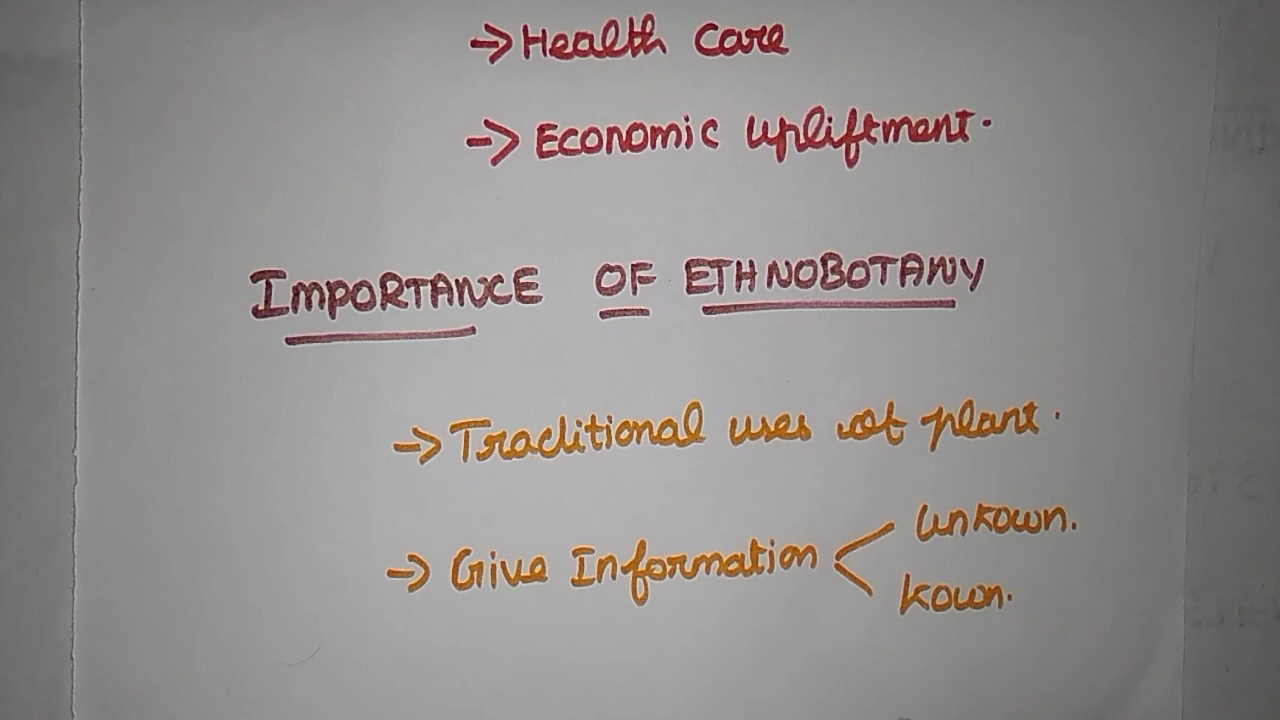 ->Health Care
-> Economic upliftment.
IMPORTANCE OF ETHNOBOTANY
-> Traditional uses of plant.
-> Give Information < unkown.
kown.